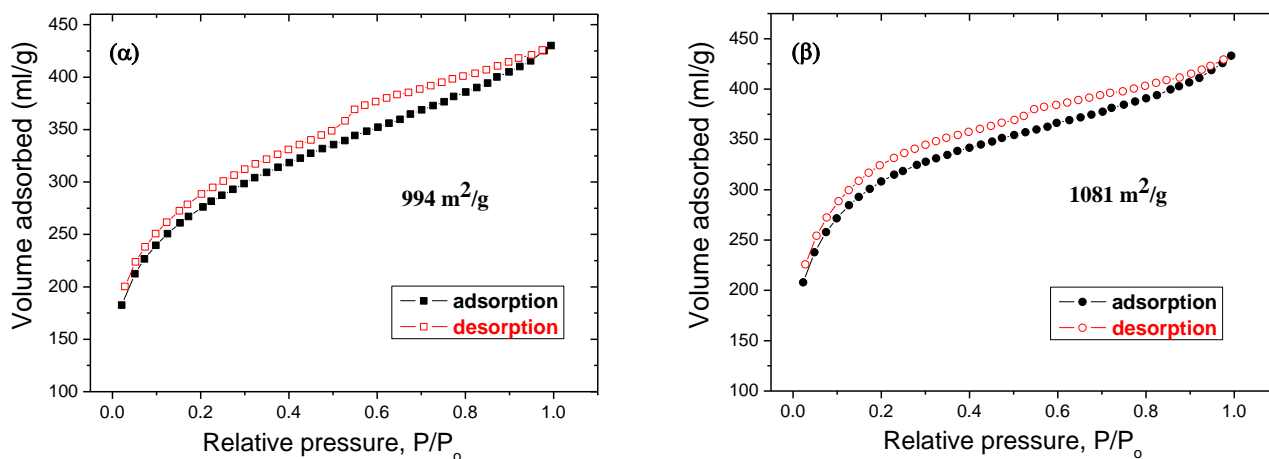 (α)
Volume adsorbed (ml/g)
450
400
350
300
250
200
150
100
994 m²/g
adsorption
desorption
0.0 0.2 0.4 0.6 0.8 1.0
Relative pressure, P/Pₒ
(β)
Volume adsorbed (ml/g)
450
400
350
300
250
200
150
100
1081 m²/g
adsorption
desorption
0.0 0.2 0.4 0.6 0.8 1.0
Relative pressure, P/Pₒ